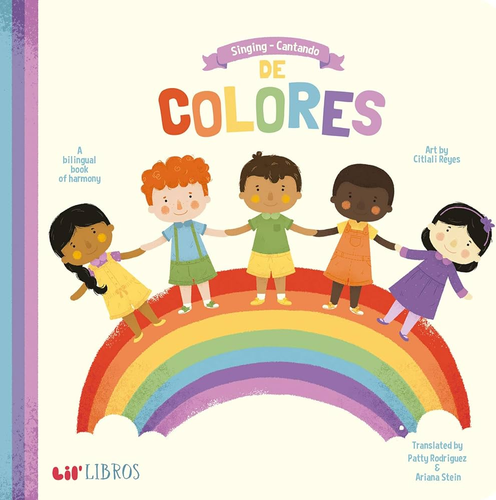 Singing - Cantando
DE
COLORES
A
bilingual
book
of harmony
Art by
Citlali Reyes
Translated by
Patty Rodriguez
&
Ariana Stein
LIL' LIBROS